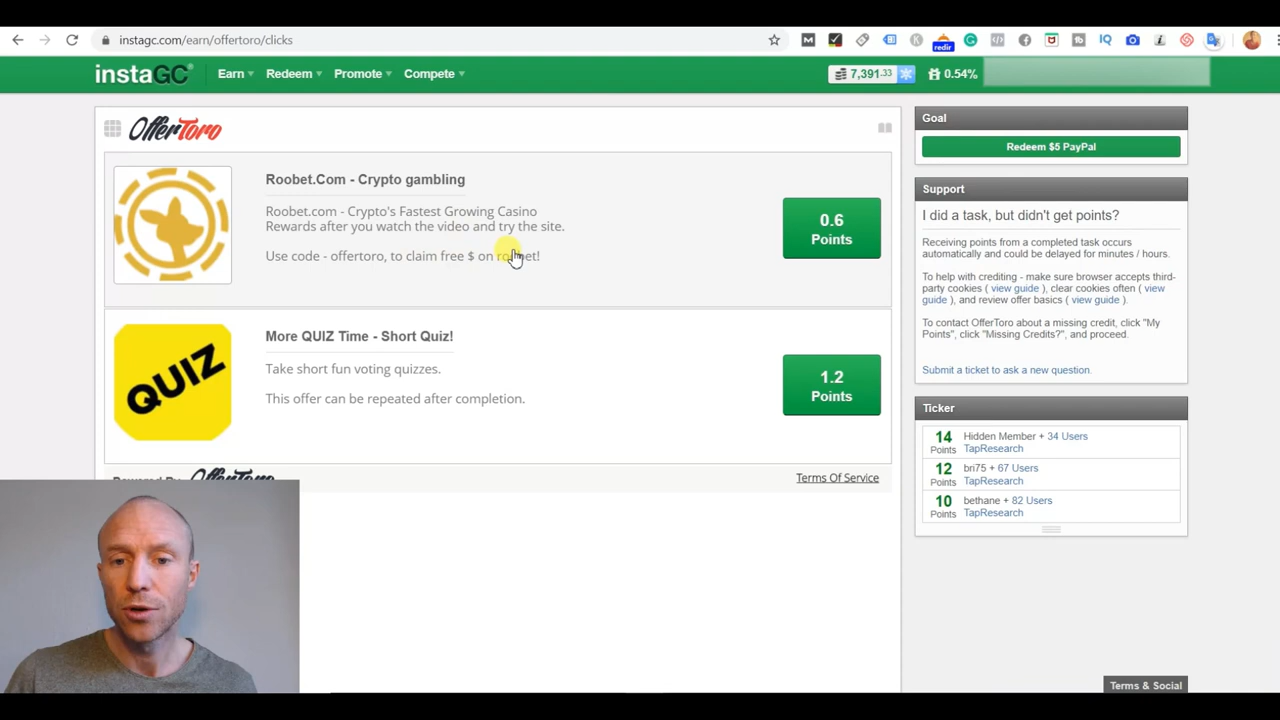 instagc.com/earn/offertoro/clicks
redir
instaGC
Earn
Redeem
Promote
Compete
7,391.33
0.54%
OfferToro
Roobet.Com - Crypto gambling
Roobet.com - Crypto's Fastest Growing Casino
Rewards after you watch the video and try the site.
Use code - offertoro, to claim free $ on roobet!
0.6
Points
QUIZ
More QUIZ Time - Short Quiz!
Take short fun voting quizzes.
This offer can be repeated after completion.
1.2
Points
Powered By OfferToro
Terms Of Service
Goal
Redeem $5 PayPal
Support
I did a task, but didn't get points?
Receiving points from a completed task occurs
automatically and could be delayed for minutes / hours.
To help with crediting - make sure browser accepts third-
party cookies ( view guide ), clear cookies often ( view
guide ), and review offer basics ( view guide ).
To contact OfferToro about a missing credit, click "My
Points", click "Missing Credits?", and proceed.
Submit a ticket to ask a new question.
Ticker
14 Hidden Member + 34 Users
Points TapResearch
12 bri75 + 67 Users
Points TapResearch
10 bethane + 82 Users
Points TapResearch
Terms & Social